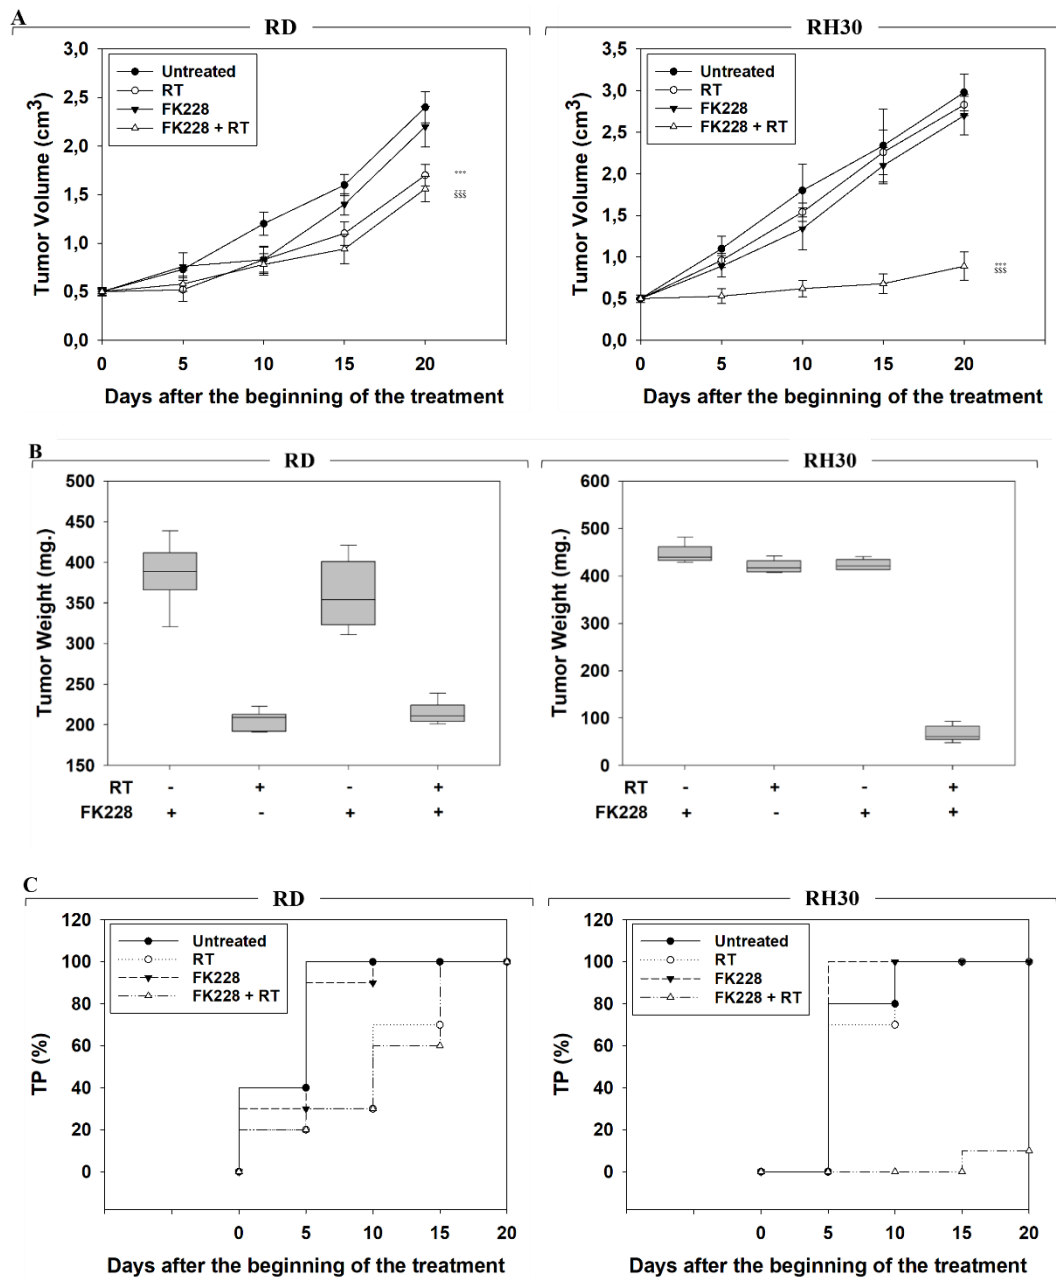 A
RD
RH30
3,0
2,5
2,0
1,5
1,0
0,5
0,0
Tumor Volume (cm3)
Untreated
RT
FK228
FK228 + RT
***
$$$
0 5 10 15 20
Days after the beginning of the treatment
3,5
3,0
2,5
2,0
1,5
1,0
0,5
0,0
Tumor Volume (cm3)
Untreated
RT
FK228
FK228 + RT
***
$$$
0 5 10 15 20
Days after the beginning of the treatment
B
RD
RH30
500
450
400
350
300
250
200
150
Tumor Weight (mg.)
RT - + - +
FK228 + - + +
600
500
400
300
200
100
0
Tumor Weight (mg.)
RT - + - +
FK228 + - + +
C
RD
RH30
120
100
80
60
40
20
0
TP (%)
Untreated
RT
FK228
FK228 + RT
0 5 10 15 20
Days after the beginning of the treatment
120
100
80
60
40
20
0
TP (%)
Untreated
RT
FK228
FK228 + RT
0 5 10 15 20
Days after the beginning of the treatment